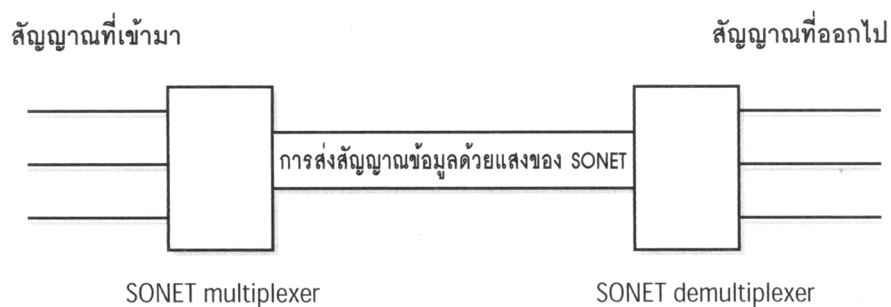 สัญญาณที่เข้ามา
สัญญาณที่ออกไป
การส่งสัญญาณข้อมูลด้วยแสงของ SONET
SONET multiplexer
SONET demultiplexer